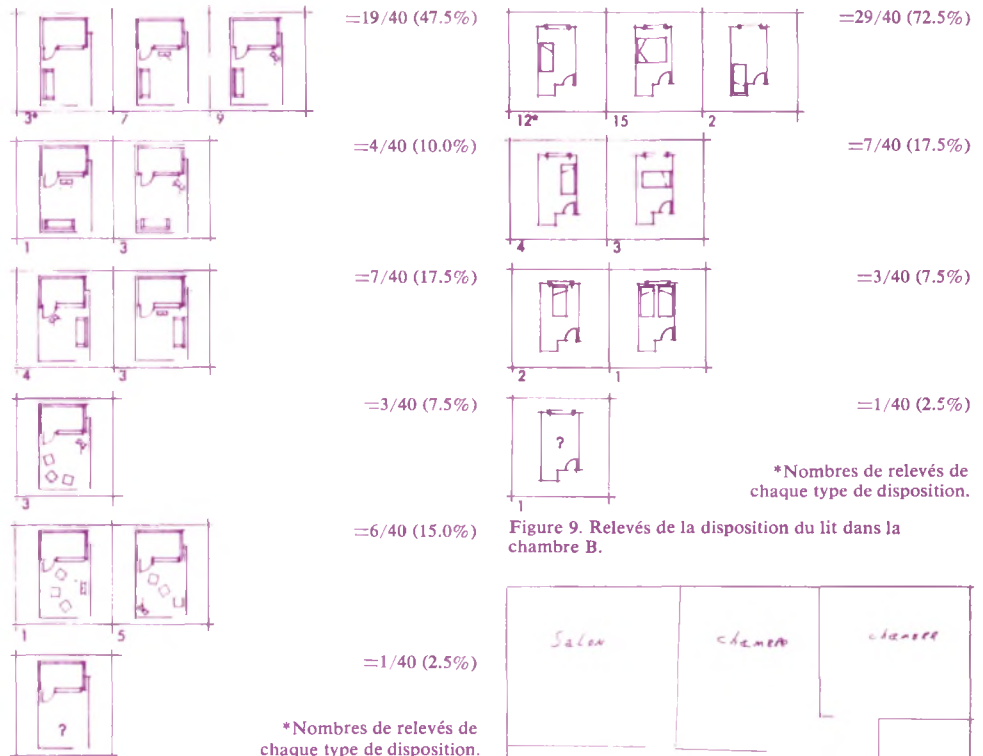 =19/40 (47.5%)
3* 7 9
=4/40 (10.0%)
1 3
=7/40 (17.5%)
4 3
=3/40 (7.5%)
3
=6/40 (15.0%)
1 5
=1/40 (2.5%)
?
*Nombres de relevés de
chaque type de disposition.
=29/40 (72.5%)
12* 15 2
=7/40 (17.5%)
4 3
=3/40 (7.5%)
2 1
=1/40 (2.5%)
?
1
*Nombres de relevés de
chaque type de disposition.
Figure 9. Relevés de la disposition du lit dans la
chambre B.
Salon